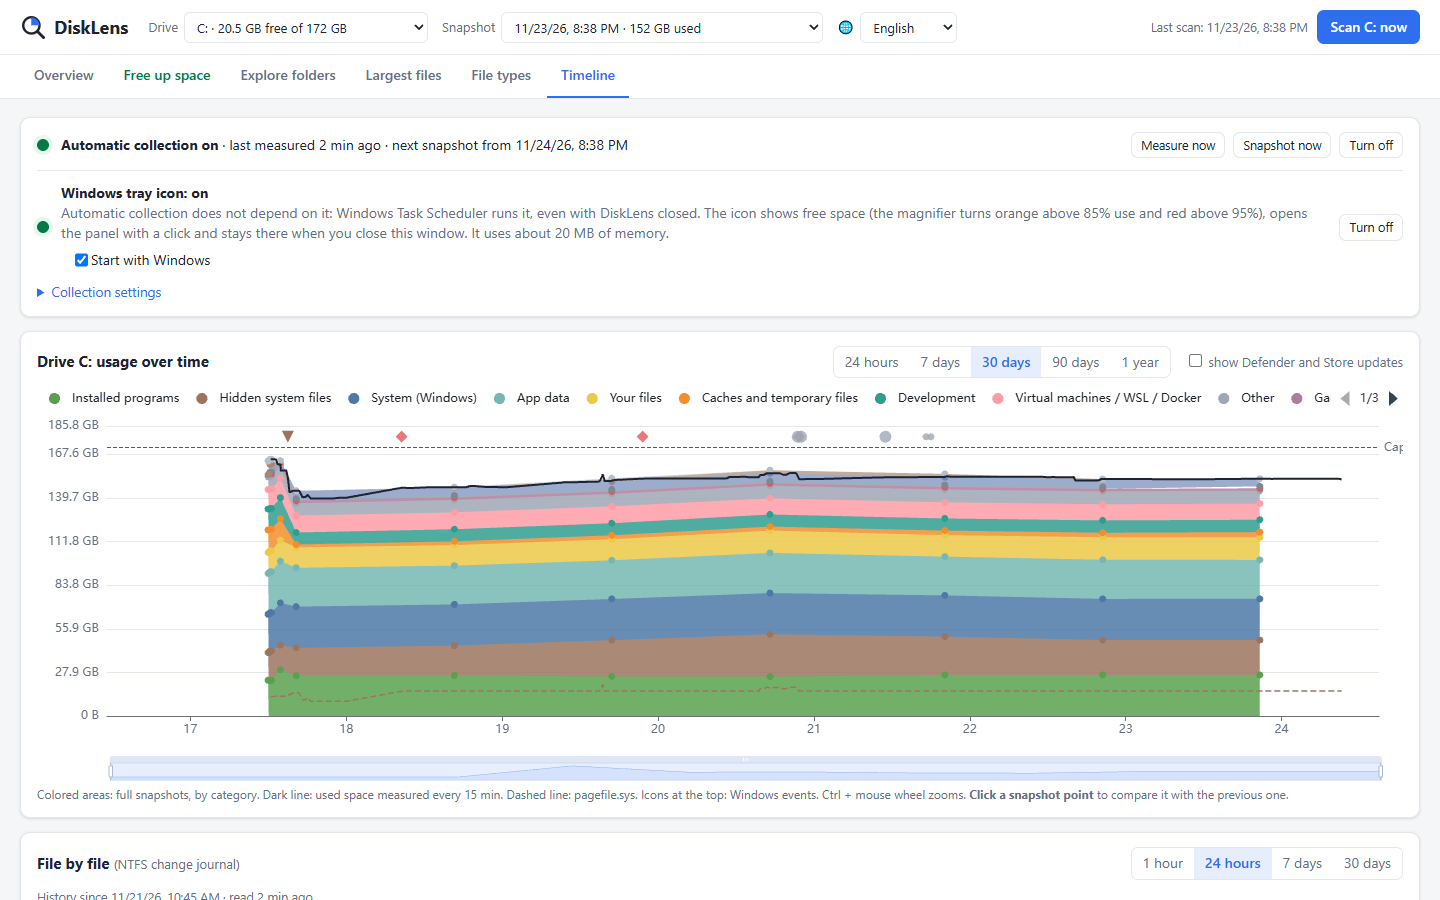 DiskLens
Drive
C: · 20.5 GB free of 172 GB
Snapshot
11/23/26, 8:38 PM · 152 GB used
English
Last scan: 11/23/26, 8:38 PM
Scan C: now
Overview
Free up space
Explore folders
Largest files
File types
Timeline
Automatic collection on · last measured 2 min ago · next snapshot from 11/24/26, 8:38 PM
Measure now
Snapshot now
Turn off
Windows tray icon: on
Automatic collection does not depend on it: Windows Task Scheduler runs it, even with DiskLens closed. The icon shows free space (the magnifier turns orange above 85% use and red above 95%), opens
the panel with a click and stays there when you close this window. It uses about 20 MB of memory.
Turn off
Start with Windows
Collection settings
Drive C: usage over time
24 hours
7 days
30 days
90 days
1 year
show Defender and Store updates
Installed programs
Hidden system files
System (Windows)
App data
Your files
Caches and temporary files
Development
Virtual machines / WSL / Docker
Other
Ga
1/3
185.8 GB
Cap
167.6 GB
139.7 GB
111.8 GB
83.8 GB
55.9 GB
27.9 GB
0 B
17
18
19
20
21
22
23
24
Colored areas: full snapshots, by category. Dark line: used space measured every 15 min. Dashed line: pagefile.sys. Icons at the top: Windows events. Ctrl + mouse wheel zooms. Click a snapshot point to compare it with the previous one.
File by file (NTFS change journal)
1 hour
24 hours
7 days
30 days
History since 11/21/26, 10:45 AM · read 2 min ago